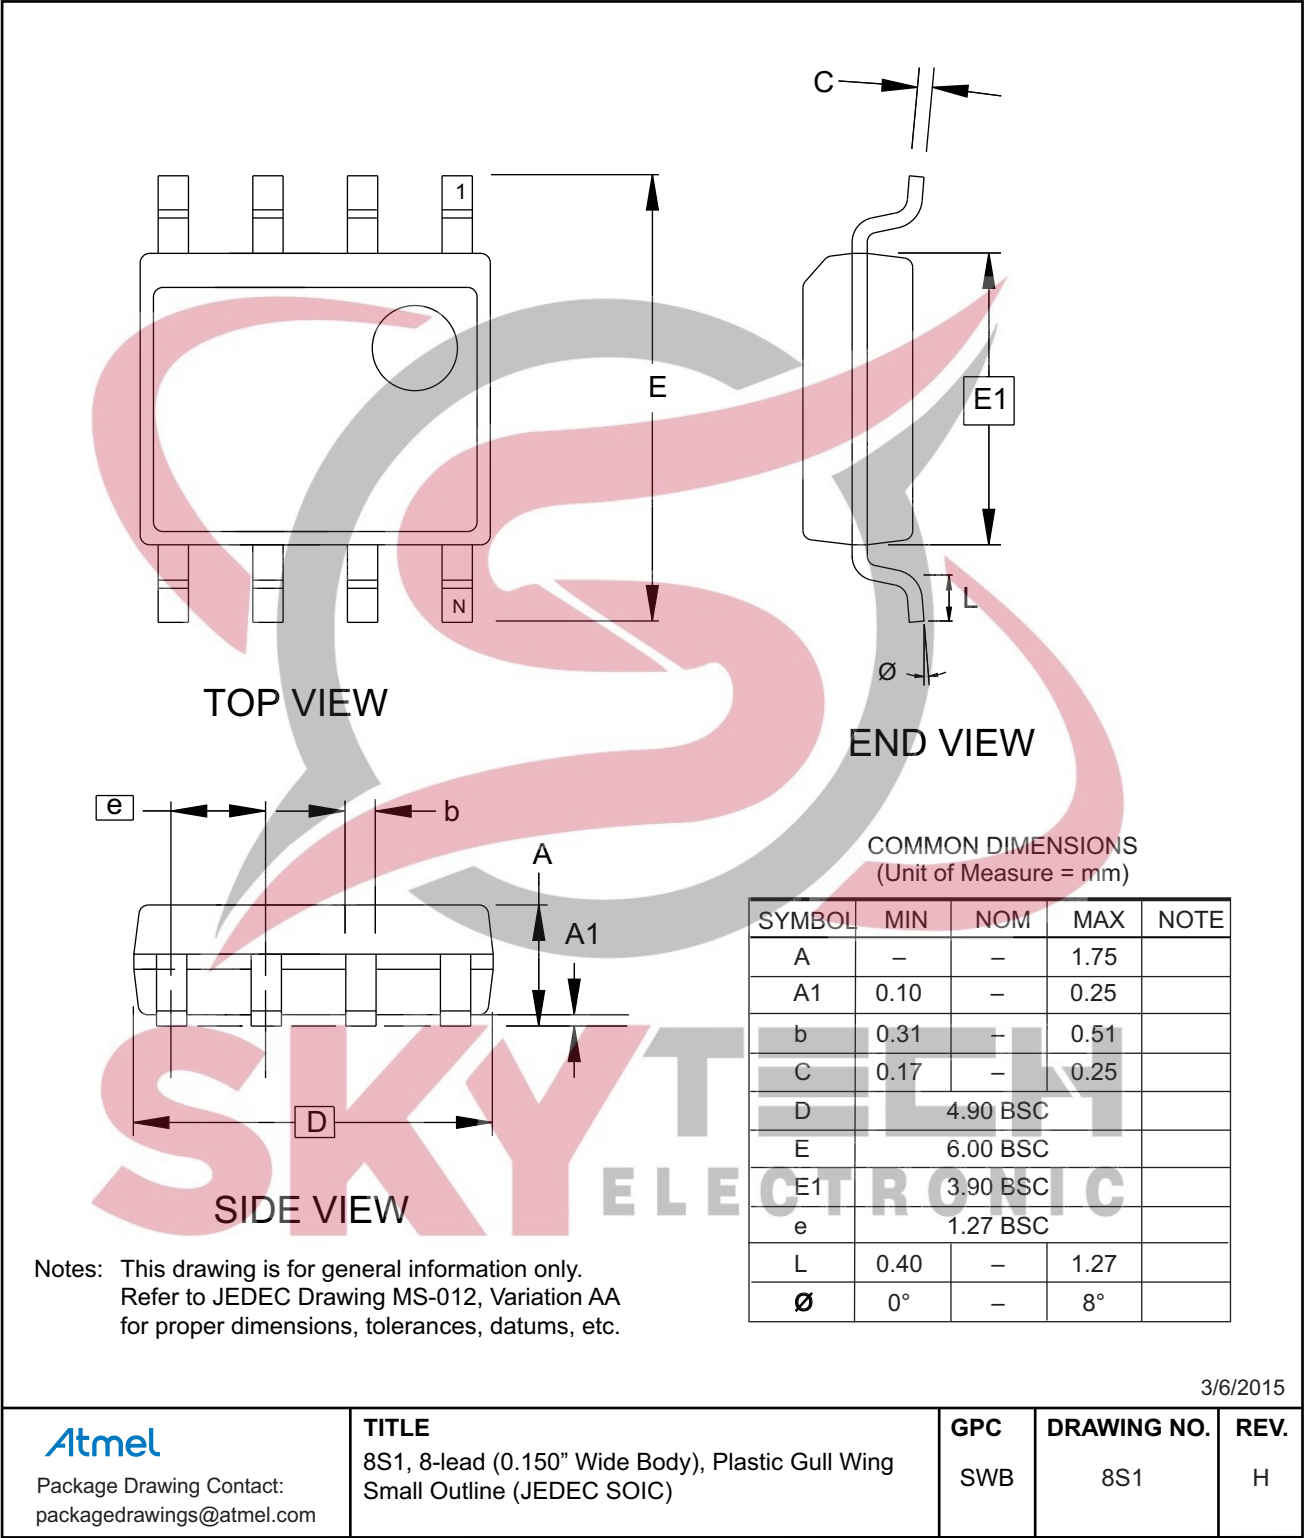 C
1
E
E1
N
L
Ø
TOP VIEW
END VIEW
e
b
A
A1
D
SIDE VIEW
COMMON DIMENSIONS
(Unit of Measure = mm)
SYMBOL MIN NOM MAX NOTE
A – – 1.75
A1 0.10 – 0.25
b 0.31 – 0.51
C 0.17 – 0.25
D 4.90 BSC
E 6.00 BSC
E1 3.90 BSC
e 1.27 BSC
L 0.40 – 1.27
Ø 0° – 8°
SKYTECH
ELECTRONIC
Notes: This drawing is for general information only.
Refer to JEDEC Drawing MS-012, Variation AA
for proper dimensions, tolerances, datums, etc.
3/6/2015
Atmel
Package Drawing Contact:
packagedrawings@atmel.com
TITLE
8S1, 8-lead (0.150” Wide Body), Plastic Gull Wing
Small Outline (JEDEC SOIC)
GPC
SWB
DRAWING NO.
8S1
REV.
H